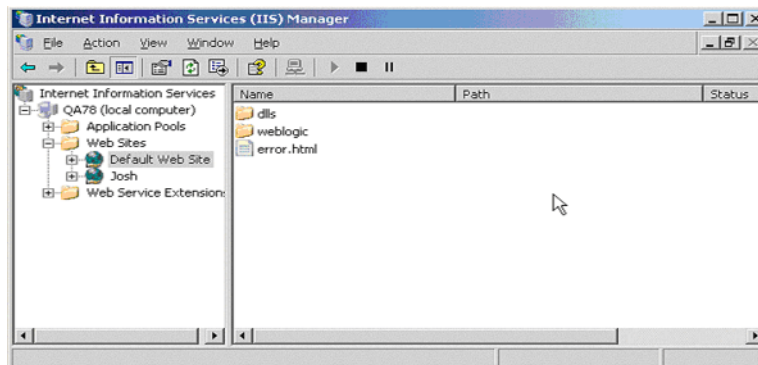 Internet Information Services (IIS) Manager
File Action View Window Help
Internet Information Services
QA78 (local computer)
Application Pools
Web Sites
Default Web Site
Josh
Web Service Extension
Name Path Status
dlls
weblogic
error.html